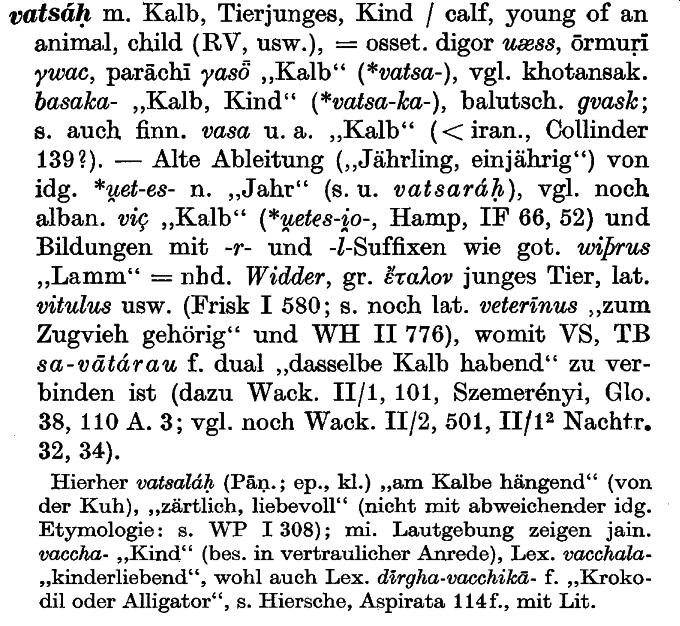 vatsáḥ m. Kalb, Tierjunges, Kind / calf, young of an
animal, child (RV, usw.), = osset. digor uæss, ōrmuṛī
γwac, parāchī γasȫ „Kalb“ (*vatsa-), vgl. khotansak.
basaka- „Kalb, Kind“ (*vatsa-ka-), balutsch. gvask;
s. auch finn. vasa u. a. „Kalb“ (< iran., Collinder
139?). — Alte Ableitung („Jährling, einjährig“) von
idg. *u̯et-es- n. „Jahr“ (s. u. vatsaráḥ), vgl. noch
alban. viç „Kalb“ (*u̯etes-i̯o-, Hamp, IF 66, 52) und
Bildungen mit -r- und -l-Suffixen wie got. wiþrus
„Lamm“ = nhd. Widder, gr. ἔταλον junges Tier, lat.
vitulus usw. (Frisk I 580; s. noch lat. veterīnus „zum
Zugvieh gehörig“ und WH II 776), womit VS, TB
sa-vātárau f. dual „dasselbe Kalb habend“ zu ver-
binden ist (dazu Wack. II/1, 101, Szemerényi, Glo.
38, 110 A. 3; vgl. noch Wack. II/2, 501, II/1² Nachtr.
32, 34).
Hierher vatsaláḥ (Pāṇ.; ep., kl.) „am Kalbe hängend“ (von
der Kuh), „zärtlich, liebevoll“ (nicht mit abweichender idg.
Etymologie: s. WP I 308); mi. Lautgebung zeigen jain.
vaccha- „Kind“ (bes. in vertraulicher Anrede), Lex. vacchala-
„kinderliebend“, wohl auch Lex. dīrgha-vacchikā- f. „Kroko-
dil oder Alligator“, s. Hiersche, Aspirata 114f., mit Lit.